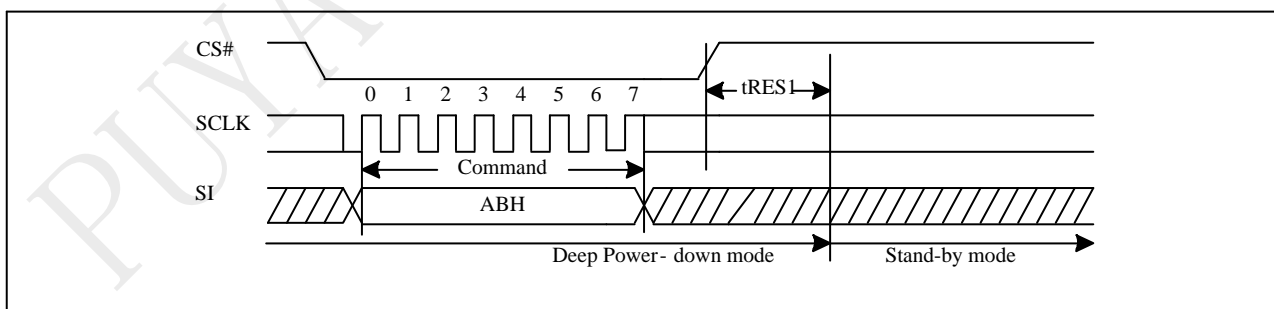 PUYA
CS#
tRES1
0 1 2 3 4 5 6 7
SCLK
Command
SI
ABH
Deep Power- down mode
Stand-by mode